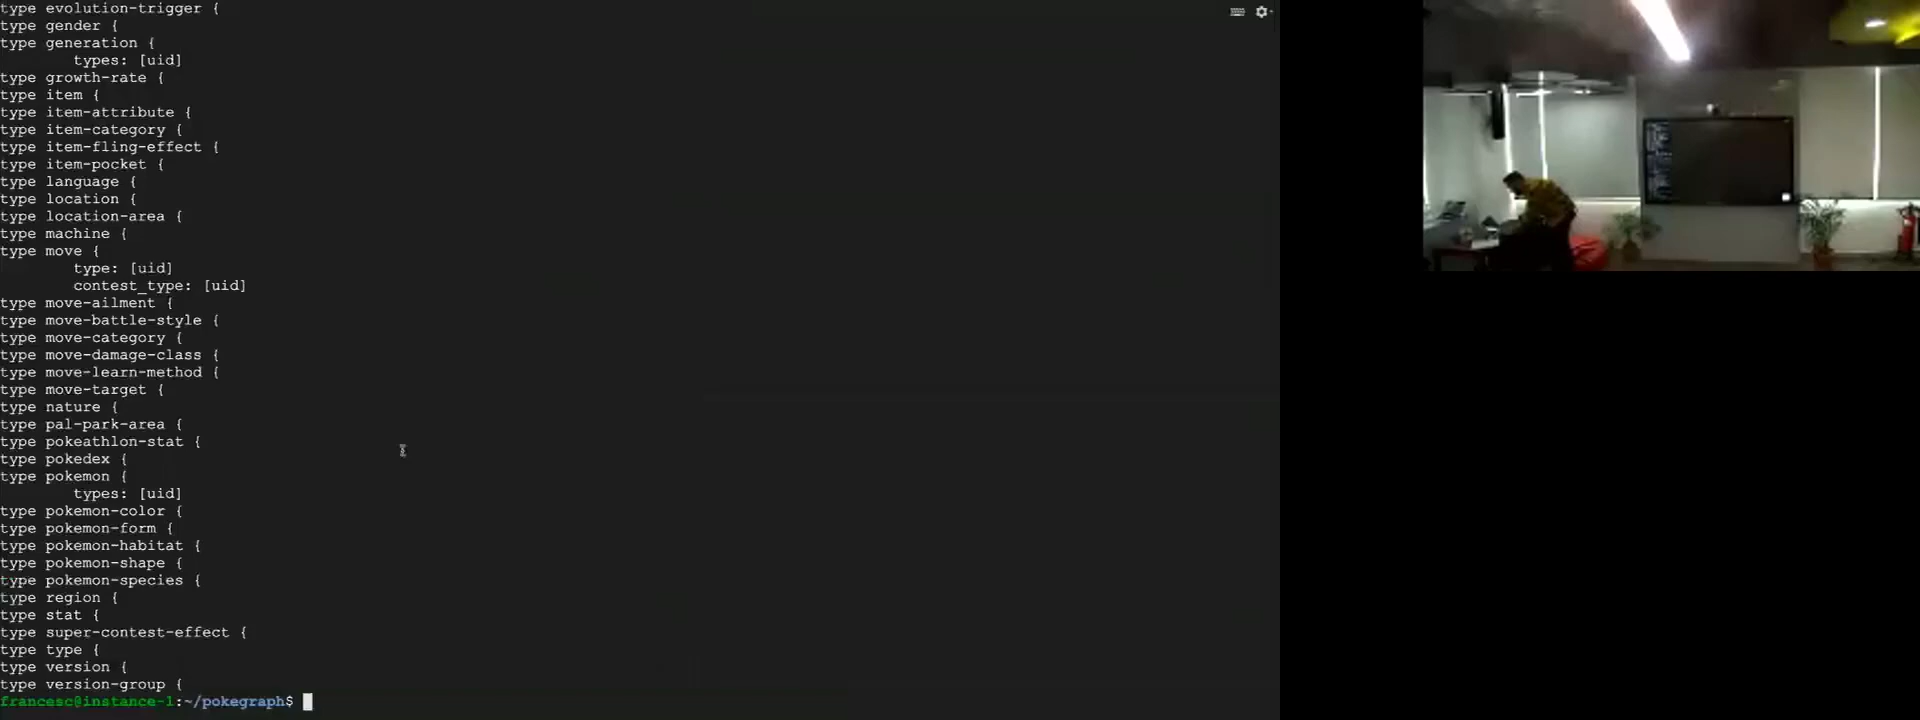 type evolution-trigger {
type gender {
type generation {
types: [uid]
type growth-rate {
type item {
type item-attribute {
type item-category {
type item-fling-effect {
type item-pocket {
type language {
type location {
type location-area {
type machine {
type move {
type: [uid]
contest_type: [uid]
type move-ailment {
type move-battle-style {
type move-category {
type move-damage-class {
type move-learn-method {
type move-target {
type nature {
type pal-park-area {
type pokeathlon-stat {
type pokedex {
type pokemon {
types: [uid]
type pokemon-color {
type pokemon-form {
type pokemon-habitat {
type pokemon-shape {
type pokemon-species {
type region {
type stat {
type super-contest-effect {
type type {
type version {
type version-group {
francesc@instance-1:~/pokegraph$